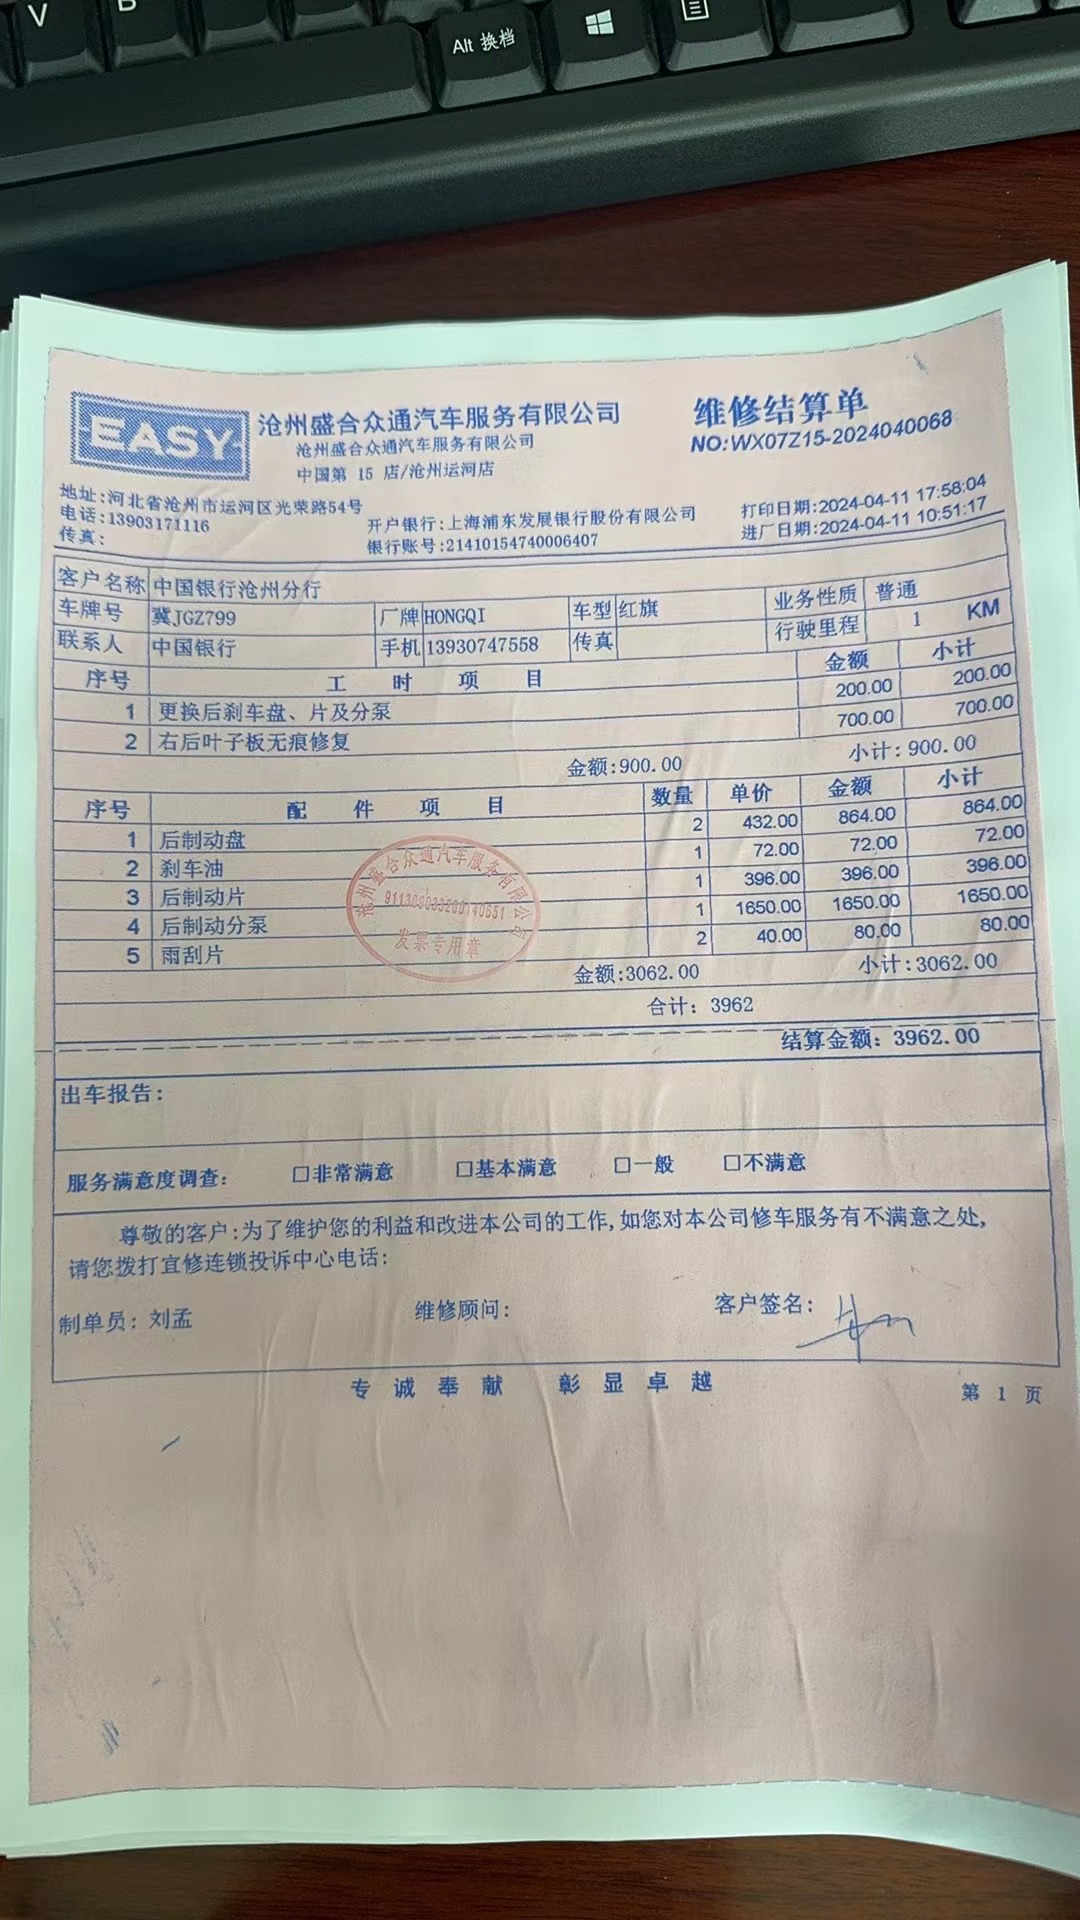 V
B
Alt 换档
EASY
沧州盛合众通汽车服务有限公司
沧州盛合众通汽车服务有限公司
中国第 15 店/沧州运河店
维修结算单
NO:WX07Z15-2024040068
地址:河北省沧州市运河区光荣路54号
电话:13903171116
传真:
开户银行:上海浦东发展银行股份有限公司
银行账号:21410154740006407
打印日期:2024-04-11 17:58:04
进厂日期:2024-04-11 10:51:17
客户名称 中国银行沧州分行
车牌号 冀JGZ799 厂牌 HONGQI 车型 红旗 业务性质 普通
联系人 中国银行 手机 13930747558 传真 行驶里程 1 KM
序号 工时项目 金额 小计
1 更换后刹车盘、片及分泵 200.00 200.00
2 右后叶子板无痕修复 700.00 700.00
金额:900.00 小计:900.00
序号 配件项目 数量 单价 金额 小计
1 后制动盘 2 432.00 864.00 864.00
2 刹车油 1 72.00 72.00 72.00
3 后制动片 1 396.00 396.00 396.00
4 后制动分泵 1 1650.00 1650.00 1650.00
5 雨刮片 2 40.00 80.00 80.00
金额:3062.00 小计:3062.00
合计: 3962
结算金额: 3962.00
沧州盛合众通汽车服务有限公司
发票专用章
出车报告:
服务满意度调查: □非常满意 □基本满意 □一般 □不满意
尊敬的客户:为了维护您的利益和改进本公司的工作,如您对本公司修车服务有不满意之处,
请您拨打宜修连锁投诉中心电话:
制单员: 刘孟 维修顾问: 客户签名:
专诚奉献 彰显卓越
第 1 页